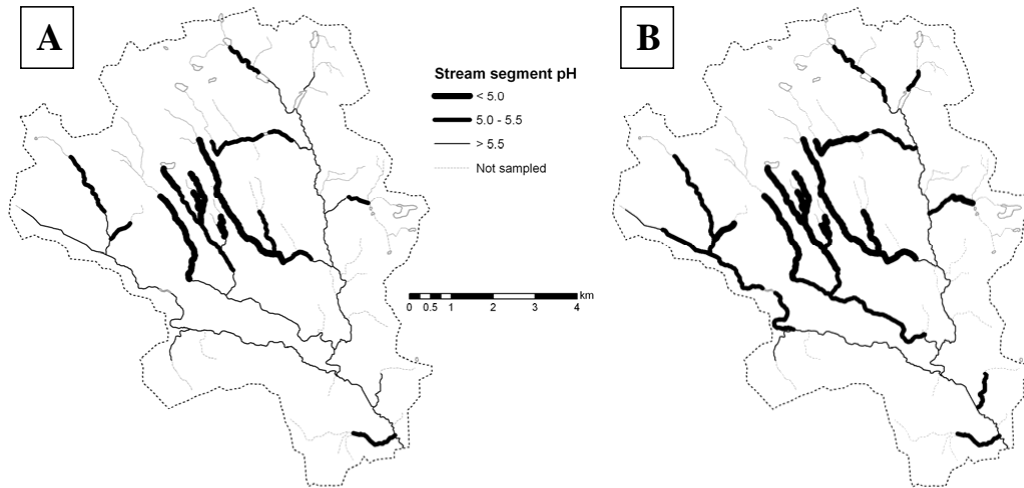 A
B
Stream segment pH
< 5.0
5.0 - 5.5
> 5.5
Not sampled
km
0 0.5 1 2 3 4